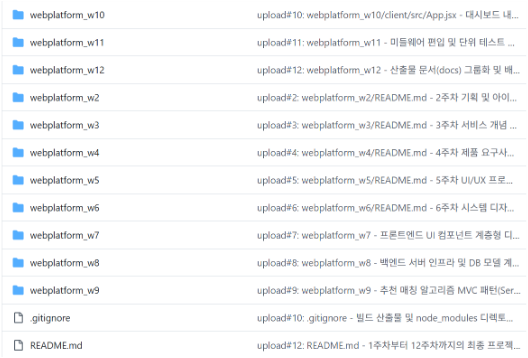 webplatform_w10 upload#10: webplatform_w10/client/src/App.jsx - 대시보드 내...
webplatform_w11 upload#11: webplatform_w11 - 미들웨어 편입 및 단위 테스트 ...
webplatform_w12 upload#12: webplatform_w12 - 산출물 문서(docs) 그룹화 및 배...
webplatform_w2 upload#2: webplatform_w2/README.md - 2주차 기획 및 아이...
webplatform_w3 upload#3: webplatform_w3/README.md - 3주차 서비스 개념 ...
webplatform_w4 upload#4: webplatform_w4/README.md - 4주차 제품 요구사...
webplatform_w5 upload#5: webplatform_w5/README.md - 5주차 UI/UX 프로...
webplatform_w6 upload#6: webplatform_w6/README.md - 6주차 시스템 디자...
webplatform_w7 upload#7: webplatform_w7 - 프론트엔드 UI 컴포넌트 계층형 디...
webplatform_w8 upload#8: webplatform_w8 - 백엔드 서버 인프라 및 DB 모델 계...
webplatform_w9 upload#9: webplatform_w9 - 추천 매칭 알고리즘 MVC 패턴(Ser...
.gitignore upload#10: .gitignore - 빌드 산출물 및 node_modules 디렉토...
README.md upload#12: README.md - 1주차부터 12주차까지의 최종 프로젝...